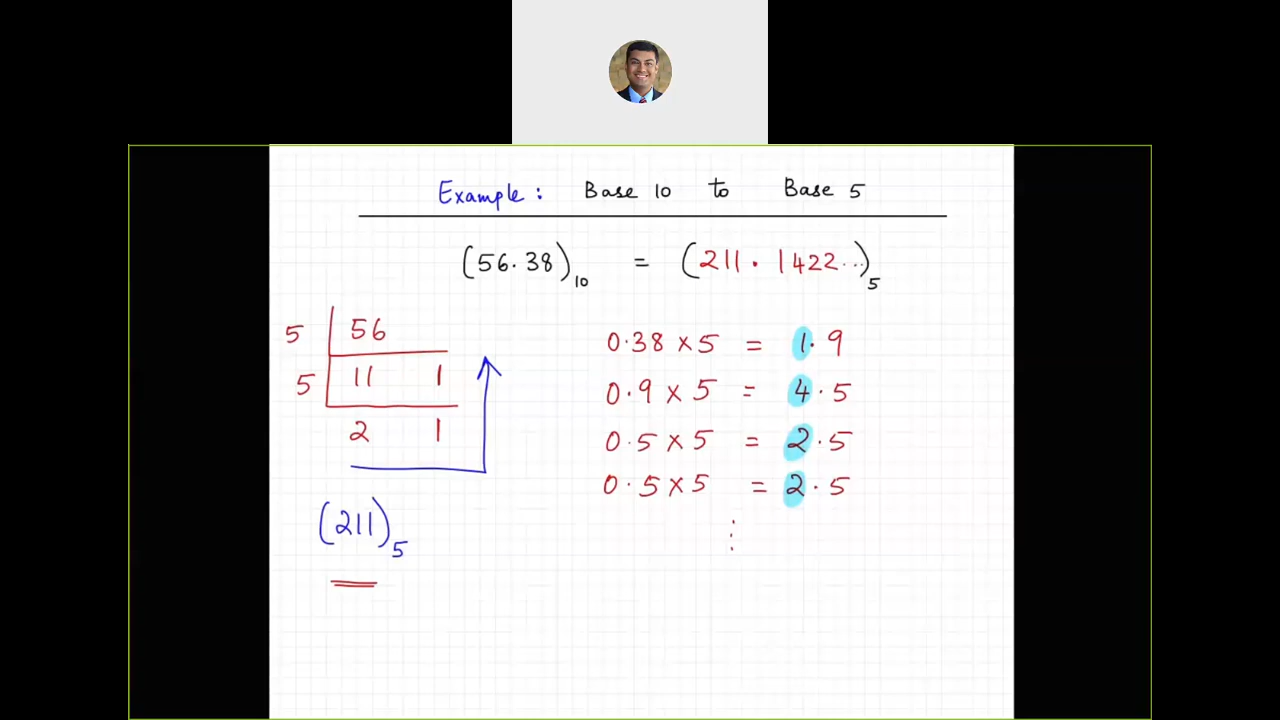 Example: Base 10 to Base 5
(56.38)10 = (211.1422..)5
5 56
5 11 1
2 1
(211)5
0.38 x 5 = 1.9
0.9 x 5 = 4.5
0.5 x 5 = 2.5
0.5 x 5 = 2.5
⋮